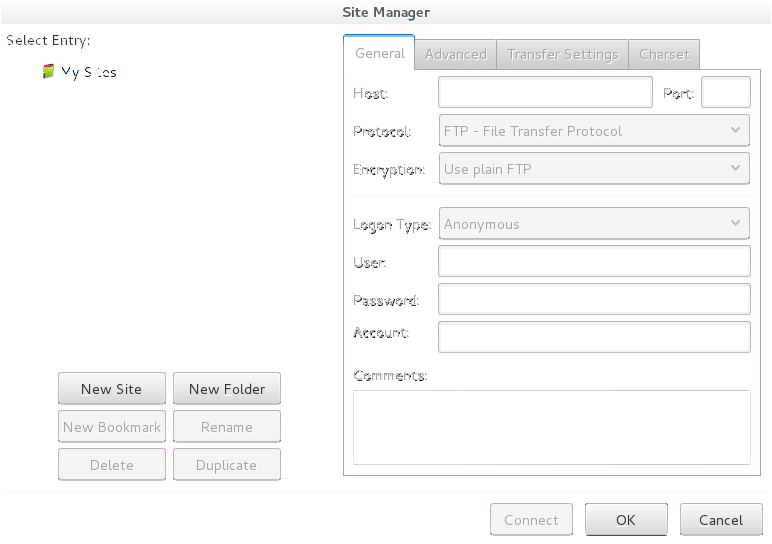 Site Manager
Select Entry:
My Sites
New Site
New Folder
New Bookmark
Rename
Delete
Duplicate
General
Advanced
Transfer Settings
Charset
Host:
Port:
Protocol:
FTP - File Transfer Protocol
Encryption:
Use plain FTP
Logon Type:
Anonymous
User:
Password:
Account:
Comments:
Connect
OK
Cancel